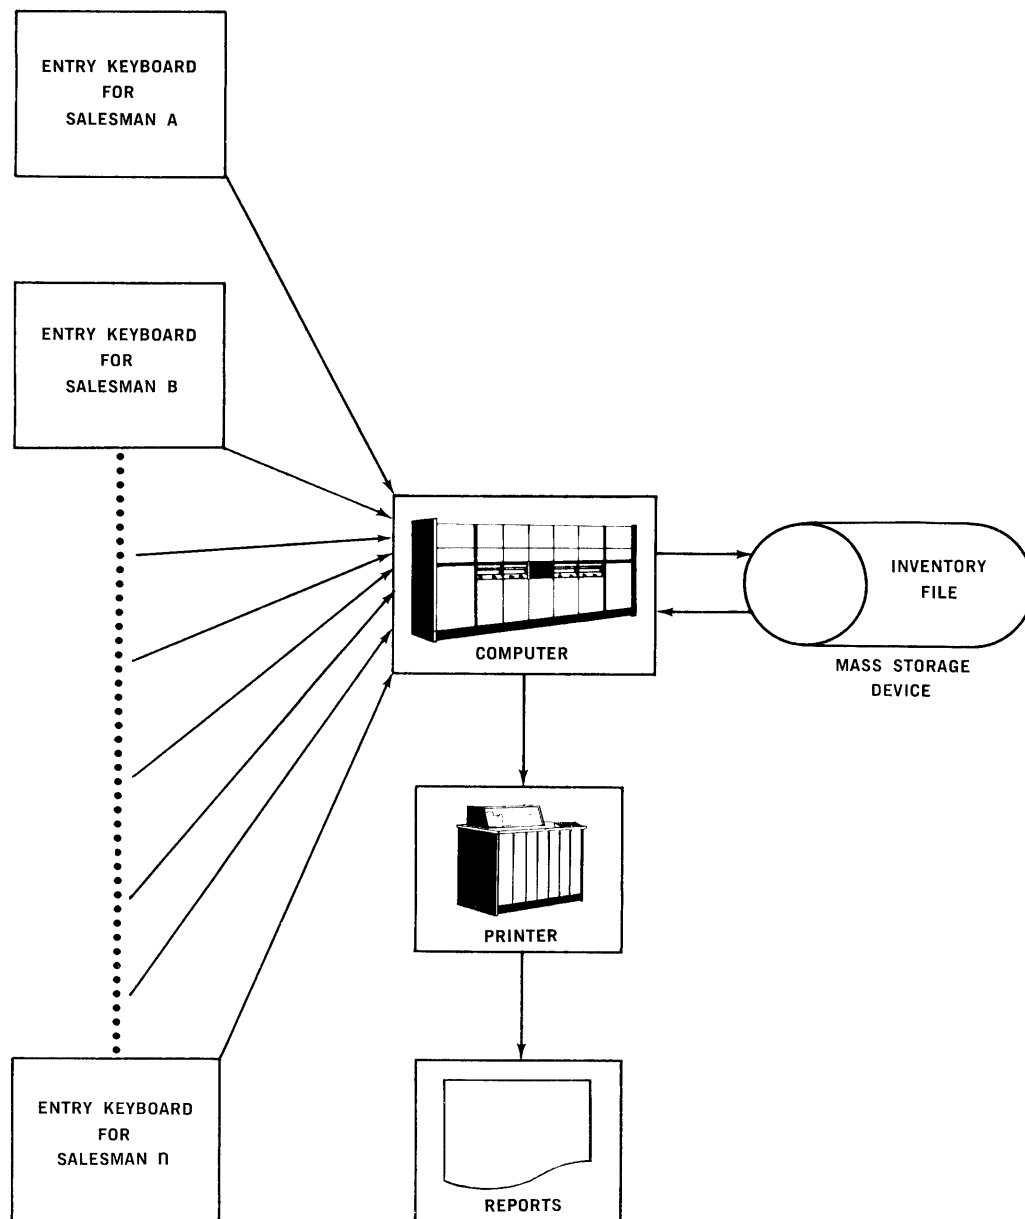 ENTRY KEYBOARD
FOR
SALESMAN A
ENTRY KEYBOARD
FOR
SALESMAN B
COMPUTER
INVENTORY
FILE
MASS STORAGE
DEVICE
PRINTER
ENTRY KEYBOARD
FOR
SALESMAN n
REPORTS